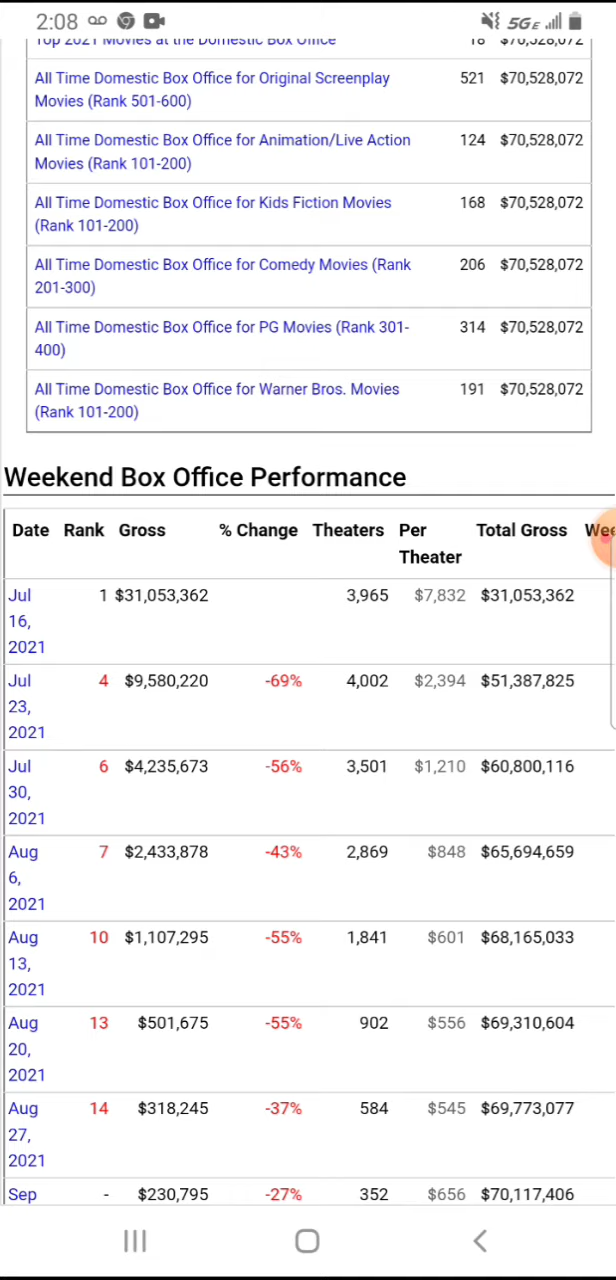 2:08 5GE
Top 2021 Movies at the Domestic Box Office 18 $70,528,072
All Time Domestic Box Office for Original Screenplay 521 $70,528,072
Movies (Rank 501-600)
All Time Domestic Box Office for Animation/Live Action 124 $70,528,072
Movies (Rank 101-200)
All Time Domestic Box Office for Kids Fiction Movies 168 $70,528,072
(Rank 101-200)
All Time Domestic Box Office for Comedy Movies (Rank 206 $70,528,072
201-300)
All Time Domestic Box Office for PG Movies (Rank 301- 314 $70,528,072
400)
All Time Domestic Box Office for Warner Bros. Movies 191 $70,528,072
(Rank 101-200)
Weekend Box Office Performance
Date Rank Gross % Change Theaters Per Total Gross Wee
Theater
Jul 1 $31,053,362 3,965 $7,832 $31,053,362
16,
2021
Jul 4 $9,580,220 -69% 4,002 $2,394 $51,387,825
23,
2021
Jul 6 $4,235,673 -56% 3,501 $1,210 $60,800,116
30,
2021
Aug 7 $2,433,878 -43% 2,869 $848 $65,694,659
6,
2021
Aug 10 $1,107,295 -55% 1,841 $601 $68,165,033
13,
2021
Aug 13 $501,675 -55% 902 $556 $69,310,604
20,
2021
Aug 14 $318,245 -37% 584 $545 $69,773,077
27,
2021
Sep - $230,795 -27% 352 $656 $70,117,406